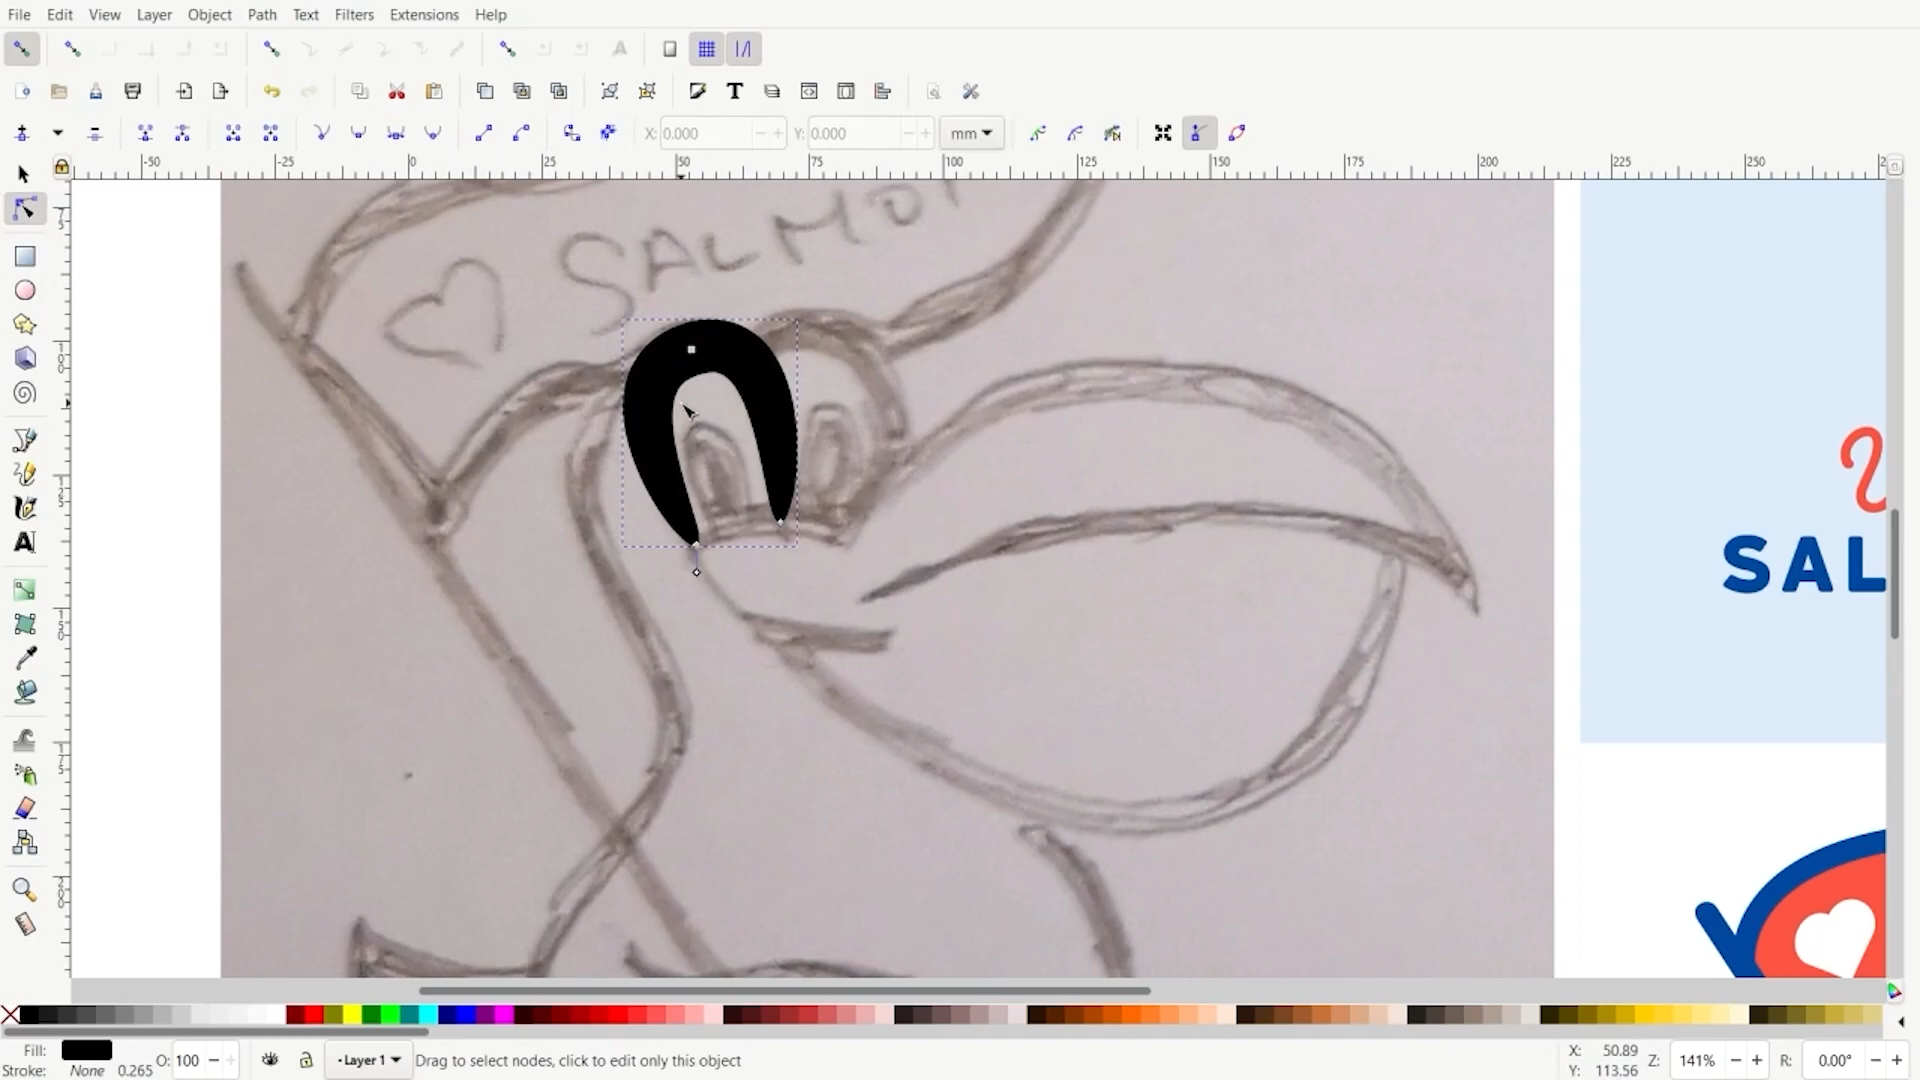 File Edit View Layer Object Path Text Filters Extensions Help
X: 0.000 Y: 0.000 mm
-50 -25 0 25 50 75 100 125 150 175 200 225 250
SALMO
SAL
Fill: O: 100 Layer 1 Drag to select nodes, click to edit only this object X: 50.89 Z: 141% R: 0.00°
Stroke: None 0.265 Y: 113.56